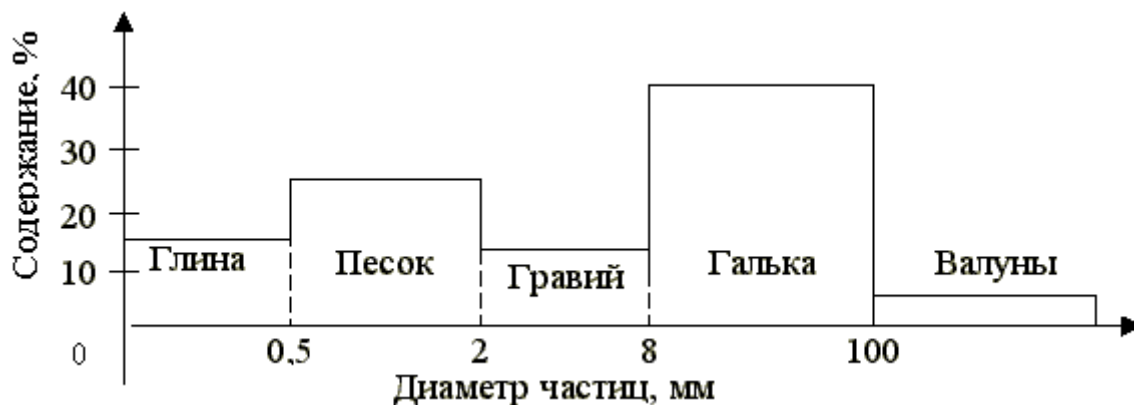 Содержание, %
40
30
20
10
0
Глина
Песок
Гравий
Галька
Валуны
0,5
2
8
100
Диаметр частиц, мм